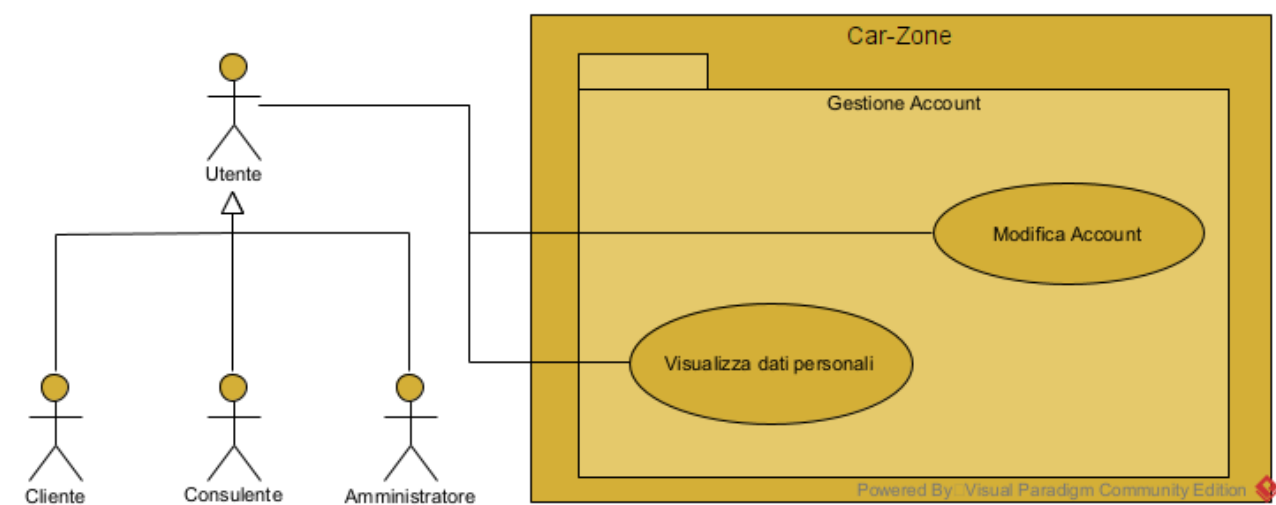 Car-Zone
Gestione Account
Utente
Modifica Account
Visualizza dati personali
Cliente
Consulente
Amministratore
Powered By Visual Paradigm Community Edition